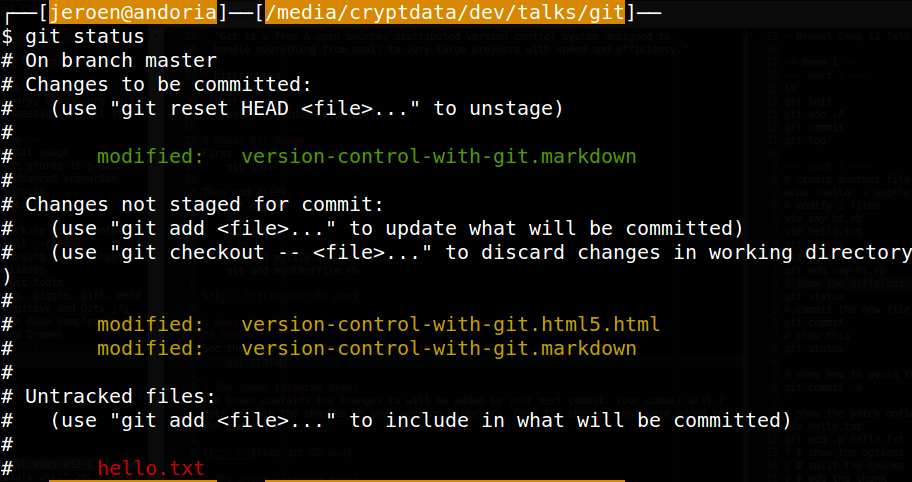 ┌──[jeroen@andoria]──[/media/cryptdata/dev/talks/git]──
$ git status
# On branch master
# Changes to be committed:
#   (use "git reset HEAD <file>..." to unstage)
#
#       modified:   version-control-with-git.markdown
#
# Changes not staged for commit:
#   (use "git add <file>..." to update what will be committed)
#   (use "git checkout -- <file>..." to discard changes in working directory
)
#
#       modified:   version-control-with-git.html5.html
#       modified:   version-control-with-git.markdown
#
# Untracked files:
#   (use "git add <file>..." to include in what will be committed)
#
#       hello.txt